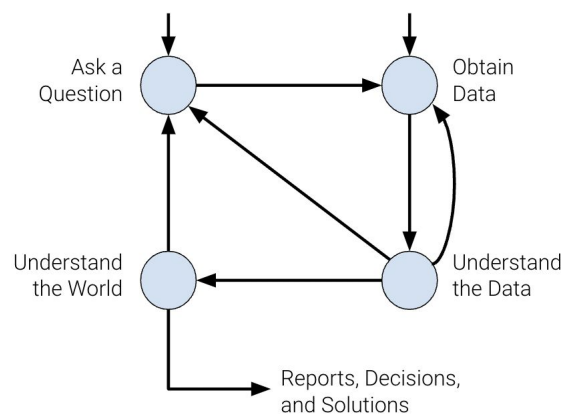 Ask a
Question
Obtain
Data
Understand
the World
Understand
the Data
Reports, Decisions,
and Solutions